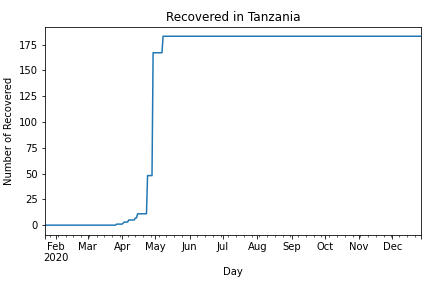 Recovered in Tanzania
Number of Recovered
175
150
125
100
75
50
25
0
Feb Mar Apr May Jun Jul Aug Sep Oct Nov Dec
2020
Day